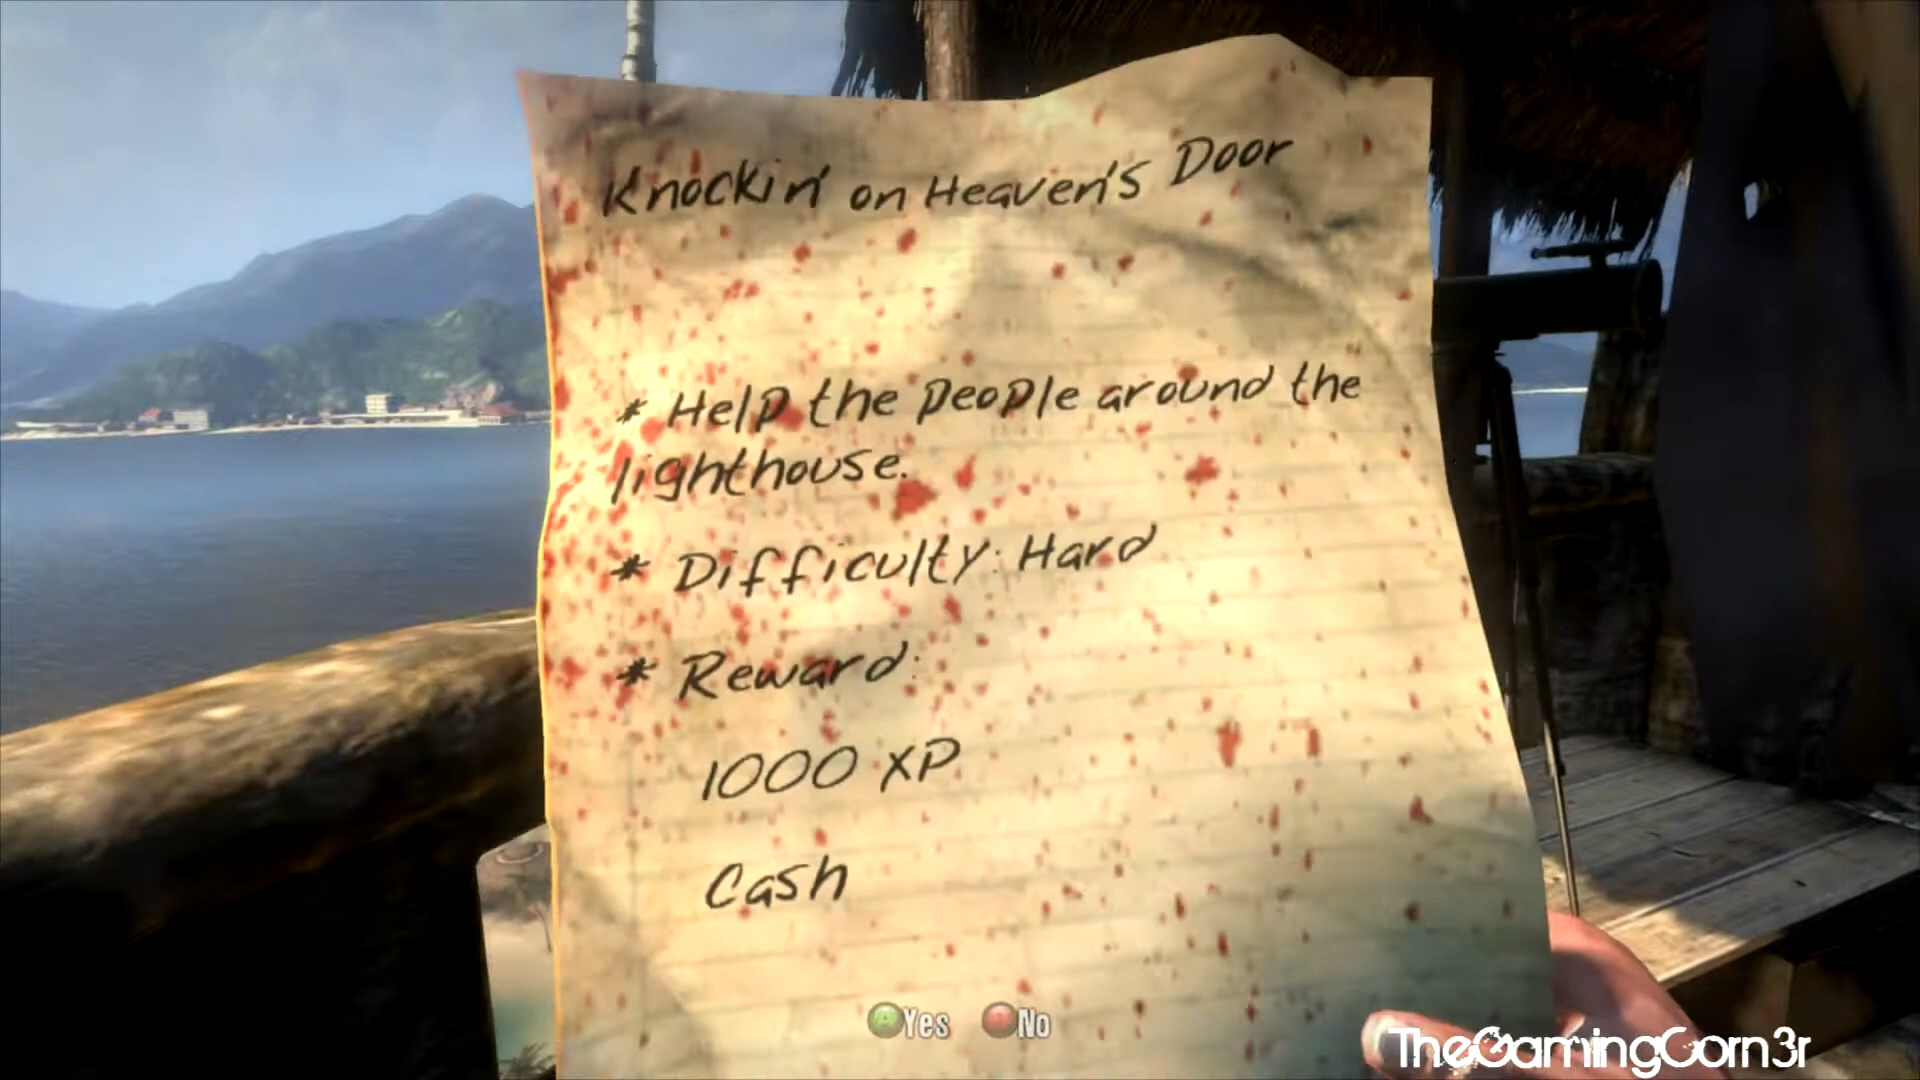 Knockin' on Heaven's Door
* Help the people around the
lighthouse.
* Difficulty: Hard
* Reward:
1000 XP
Cash
A Yes B No
TheGamingCorn3r